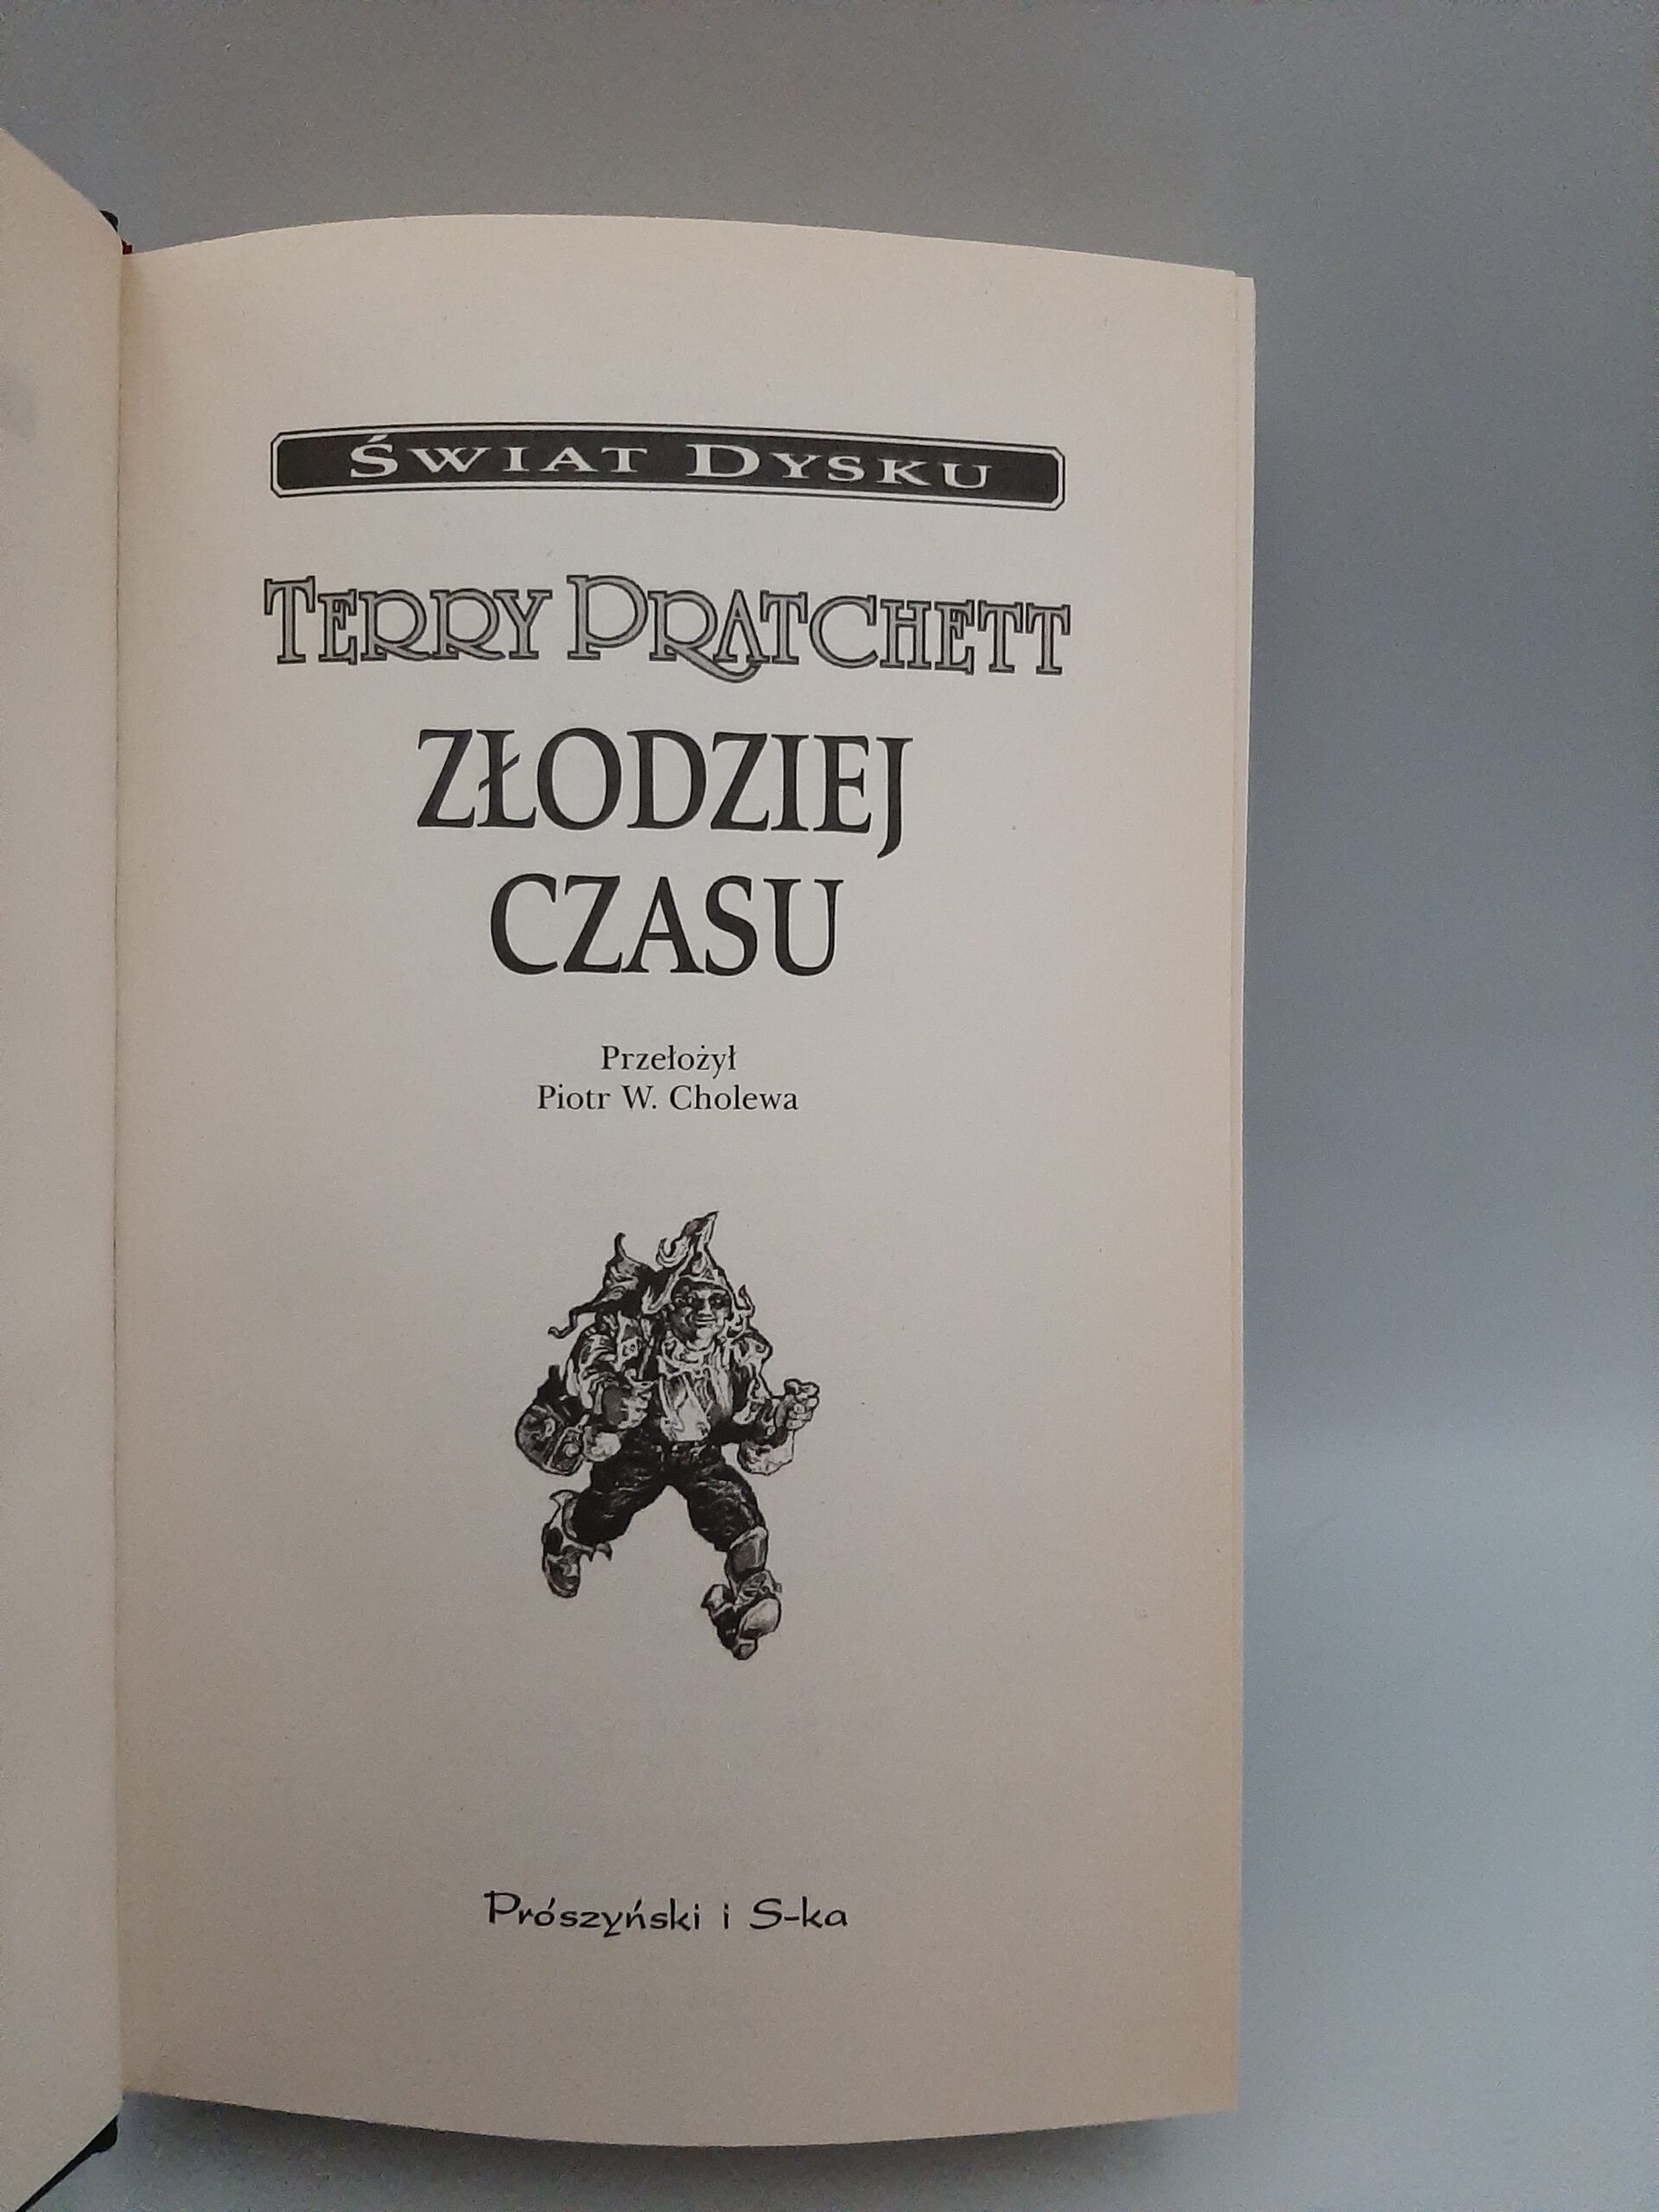 ŚWIAT DYSKU
TERRY PRATCHETT
ZŁODZIEJ
CZASU
Przełożył
Piotr W. Cholewa
Prószyński i S-ka